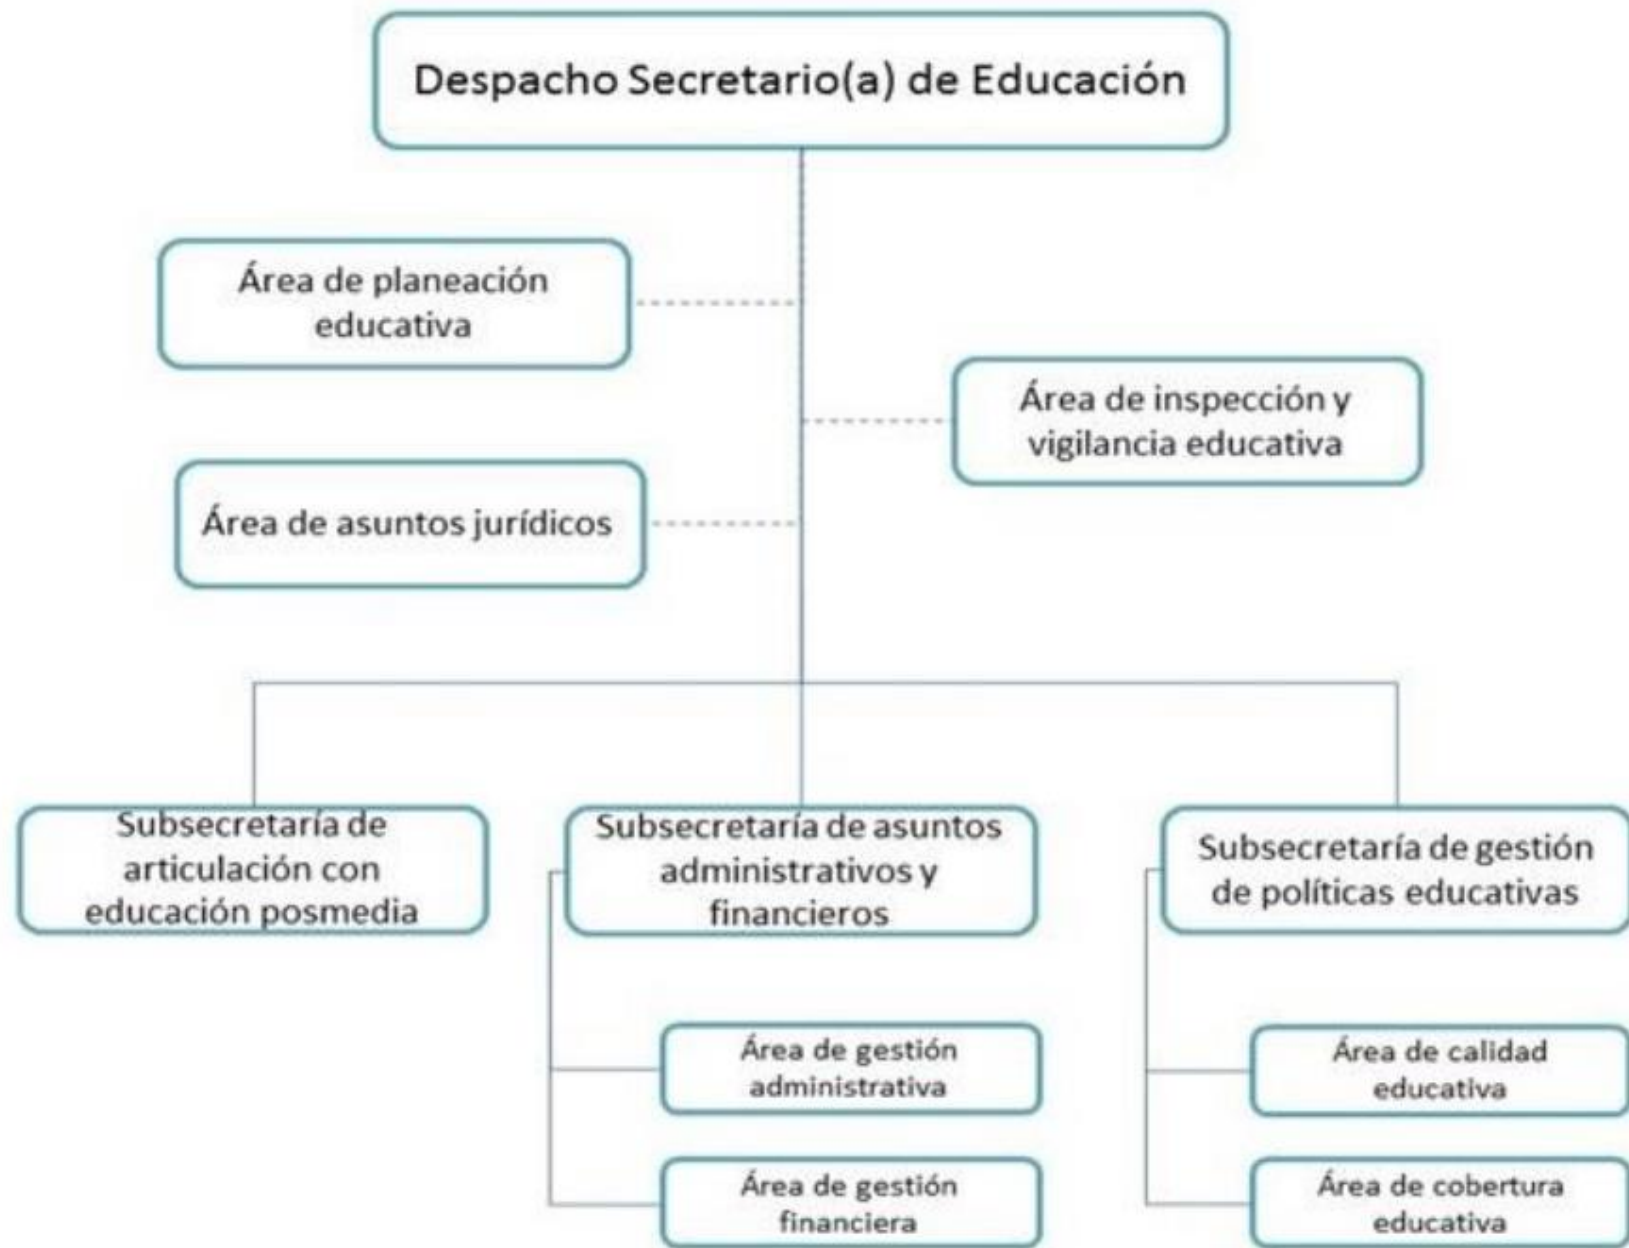 Despacho Secretario(a) de Educación
Área de planeación
educativa
Área de inspección y
vigilancia educativa
Área de asuntos jurídicos
Subsecretaría de
articulación con
educación posmedia
Subsecretaría de asuntos
administrativos y
financieros
Subsecretaría de gestión
de políticas educativas
Área de gestión
administrativa
Área de gestión
financiera
Área de calidad
educativa
Área de cobertura
educativa